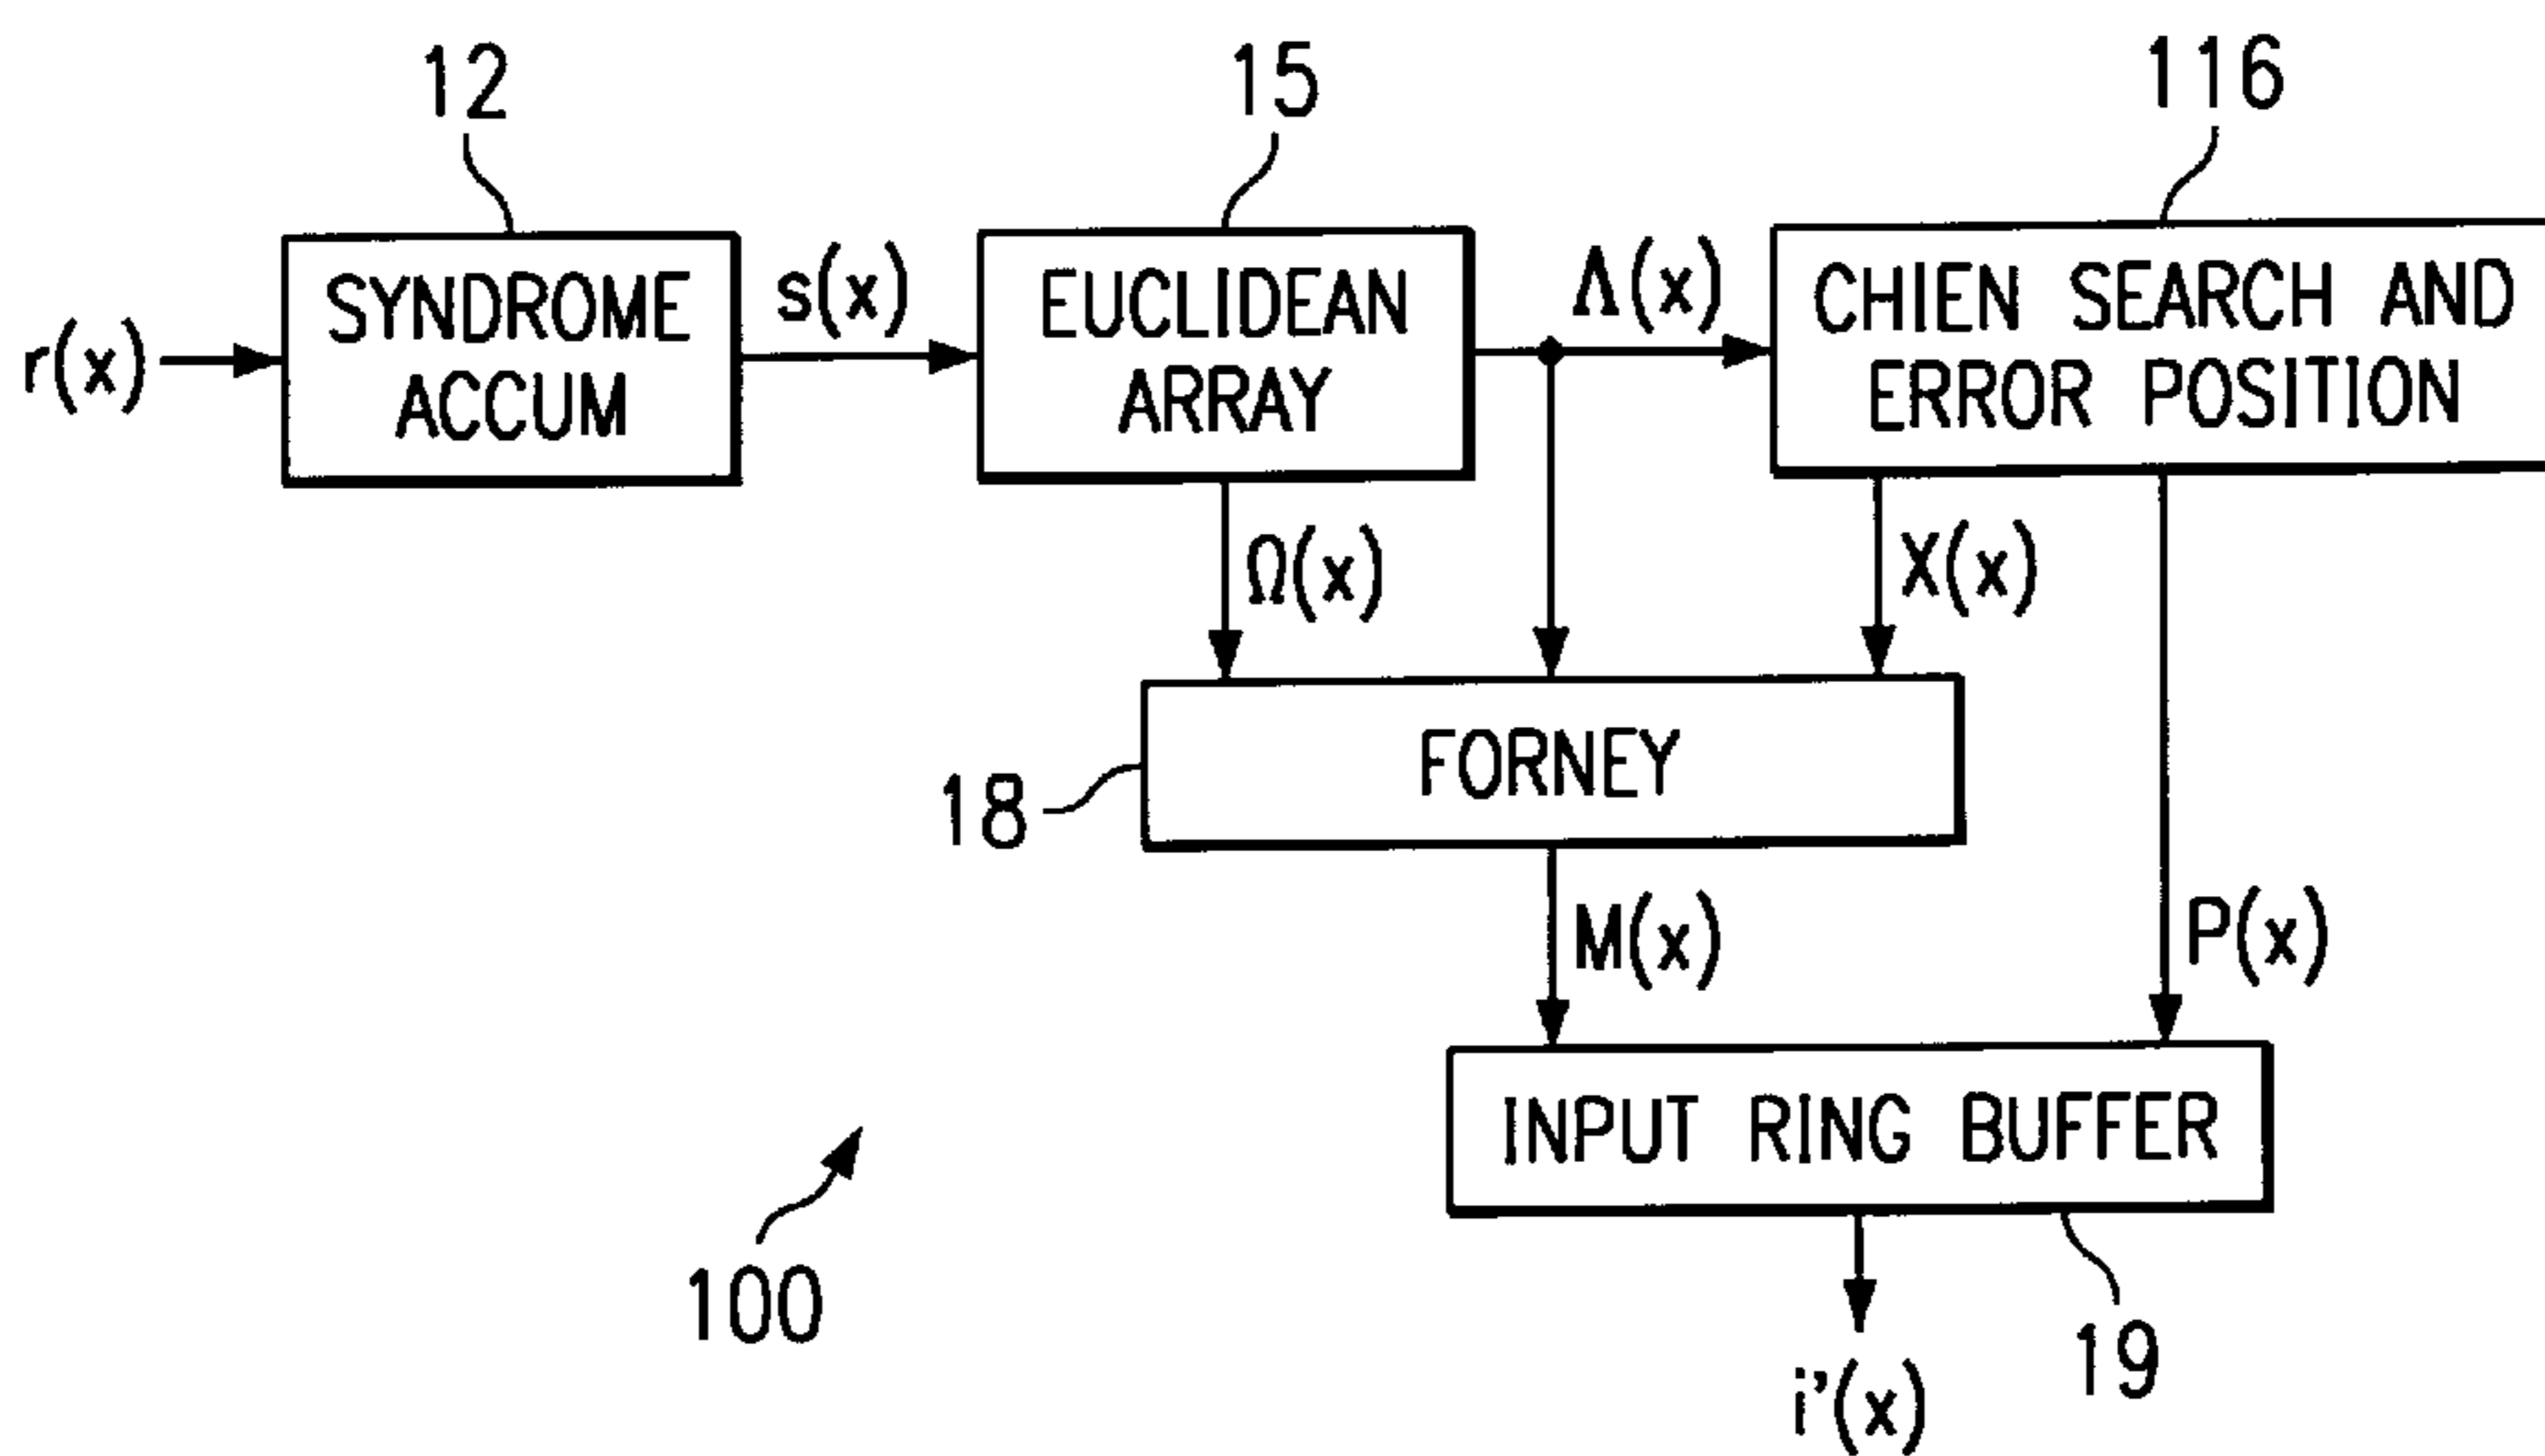 12
15
116
r(x)
SYNDROME
ACCUM
s(x)
EUCLIDEAN
ARRAY
Λ(x)
CHIEN SEARCH AND
ERROR POSITION
Ω(x)
X(x)
18
FORNEY
M(x)
P(x)
INPUT RING BUFFER
100
19
i'(x)